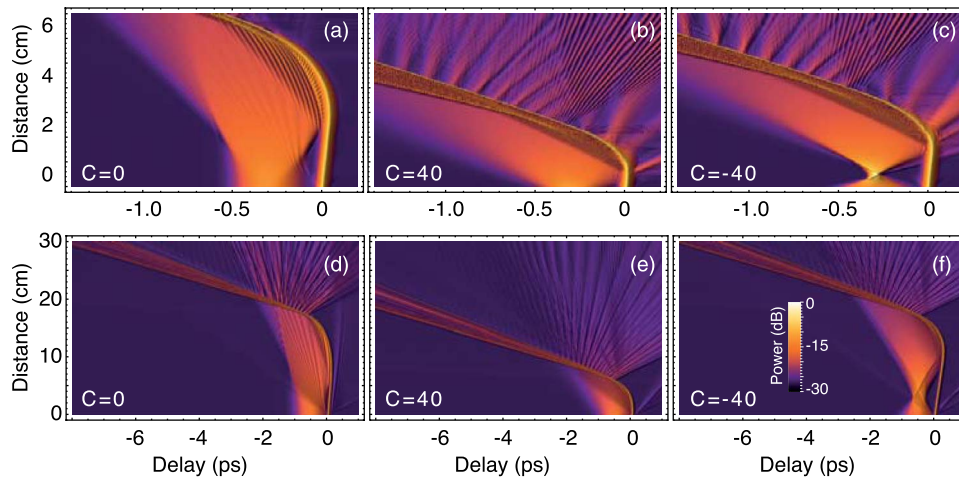 6
4
2
0
Distance (cm)
(a)
C=0
(b)
C=40
(c)
C=-40
-1.0
-0.5
0
-1.0
-0.5
0
-1.0
-0.5
0
30
20
10
0
Distance (cm)
(d)
C=0
(e)
C=40
(f)
C=-40
Power (dB)
0
-15
-30
-6
-4
-2
0
-6
-4
-2
0
-6
-4
-2
0
Delay (ps)
Delay (ps)
Delay (ps)